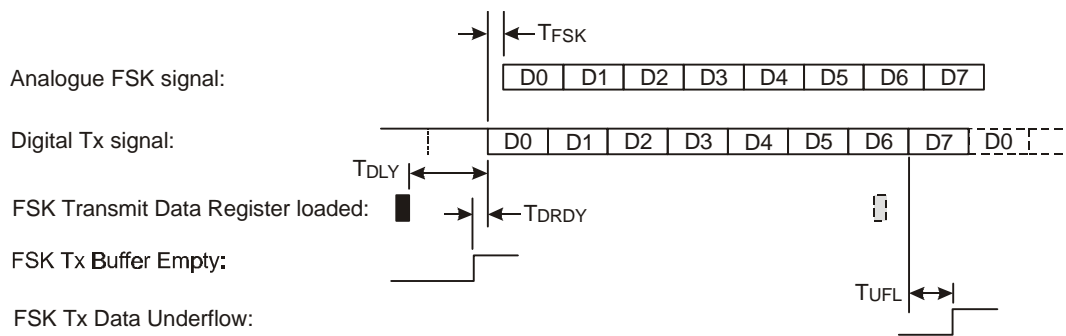 TFSK
Analogue FSK signal: D0 D1 D2 D3 D4 D5 D6 D7
Digital Tx signal: D0 D1 D2 D3 D4 D5 D6 D7 D0
TDLY
FSK Transmit Data Register loaded: TDRDY
FSK Tx Buffer Empty:
TUFL
FSK Tx Data Underflow: